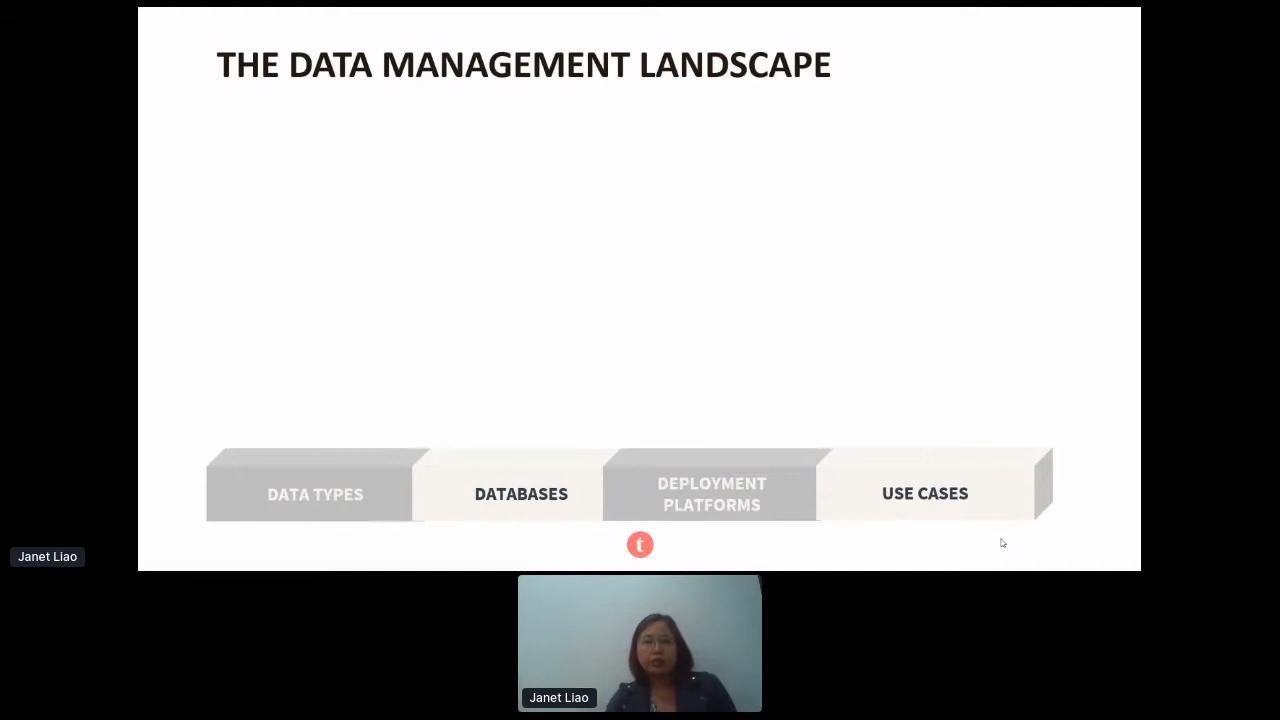 THE DATA MANAGEMENT LANDSCAPE
DATA TYPES
DATABASES
DEPLOYMENT
PLATFORMS
USE CASES
t
Janet Liao
Janet Liao